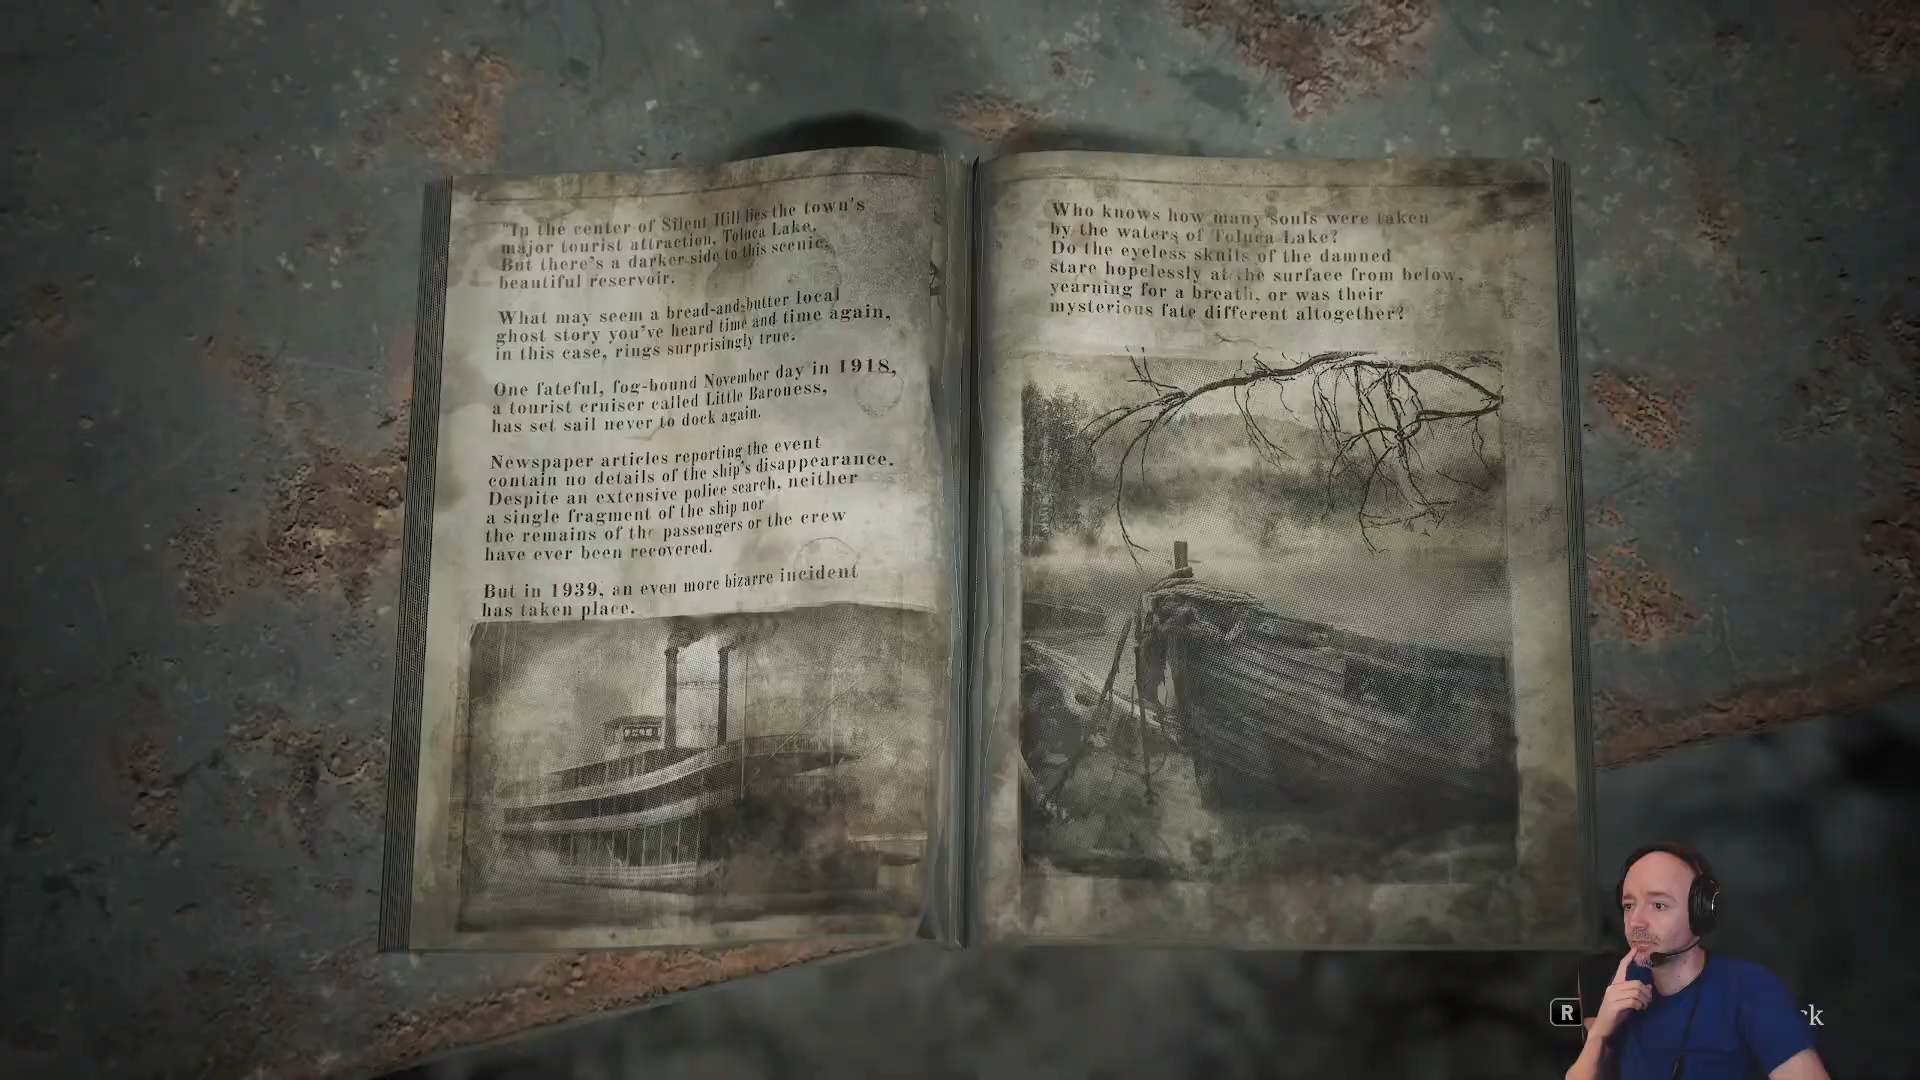 "In the center of Silent Hill lies the town's
major tourist attraction, Toluca Lake.
But there's a darker side to this scenic,
beautiful reservoir.
What may seem a bread-and-butter local
ghost story you've heard time and time again,
in this case, rings surprisingly true.
One fateful, fog-bound November day in 1918,
a tourist cruiser called Little Baroness,
has set sail never to dock again.
Newspaper articles reporting the event
contain no details of the ship's disappearance.
Despite an extensive police search, neither
a single fragment of the ship nor
the remains of the passengers or the crew
have ever been recovered.
But in 1939, an even more bizarre incident
has taken place.
Who knows how many souls were taken
by the waters of Toluca Lake?
Do the eyeless skulls of the damned
stare hopelessly at the surface from below,
yearning for a breath, or was their
mysterious fate different altogether?
R